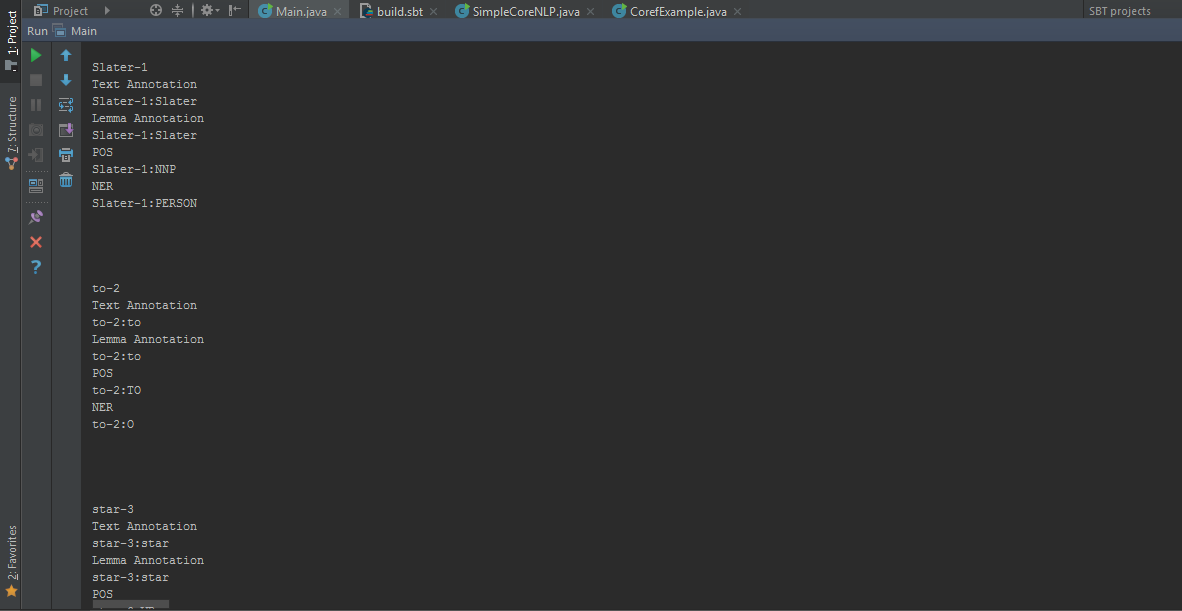 Project
Main.java
build.sbt
SimpleCoreNLP.java
CorefExample.java
SBT projects
Run Main
1: Project
7: Structure
2: Favorites
Slater-1
Text Annotation
Slater-1:Slater
Lemma Annotation
Slater-1:Slater
POS
Slater-1:NNP
NER
Slater-1:PERSON
to-2
Text Annotation
to-2:to
Lemma Annotation
to-2:to
POS
to-2:TO
NER
to-2:O
star-3
Text Annotation
star-3:star
Lemma Annotation
star-3:star
POS